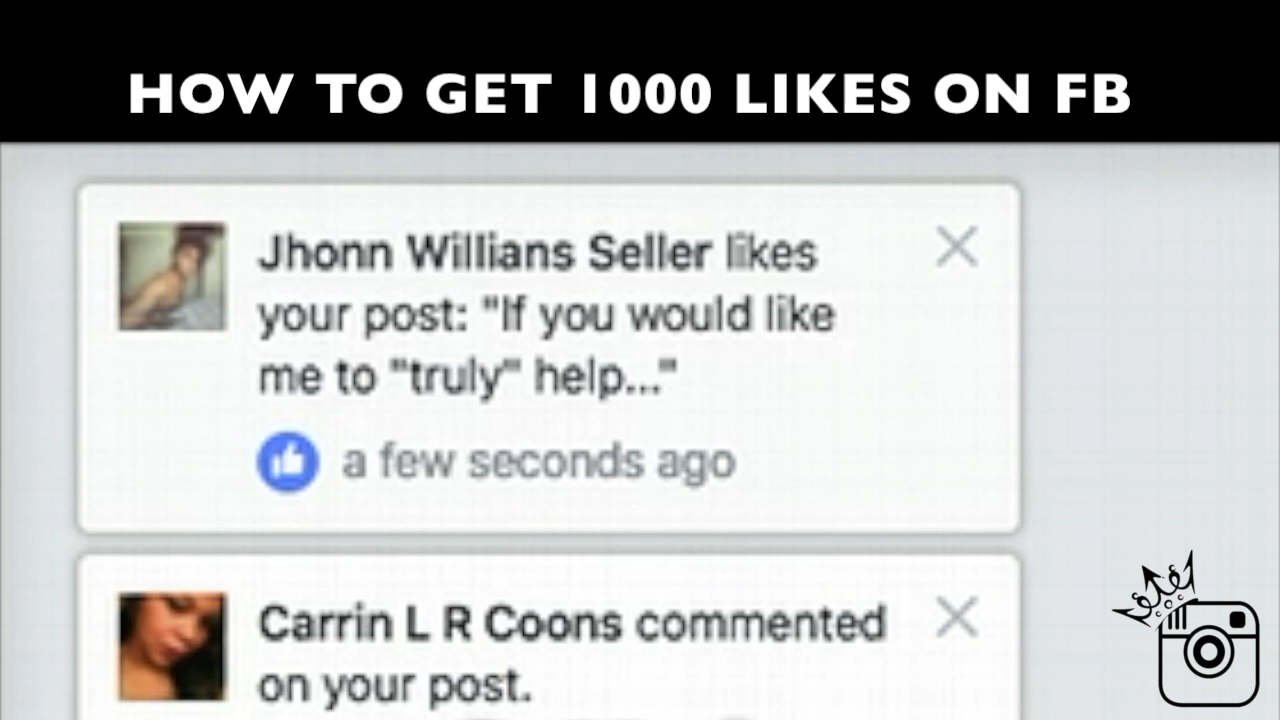 HOW TO GET 1000 LIKES ON FB
Jhonn Willians Seller likes
your post: "If you would like
me to "truly" help..."
a few seconds ago
Carrin L R Coons commented
on your post.